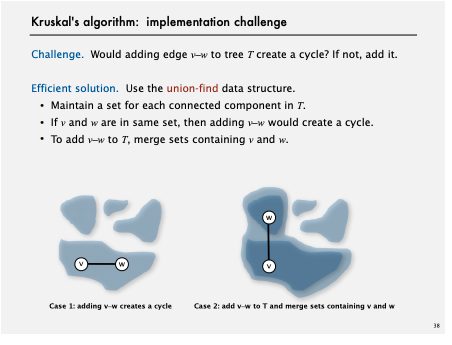 Kruskal's algorithm: implementation challenge
Challenge. Would adding edge v–w to tree T create a cycle? If not, add it.
Efficient solution. Use the union-find data structure.
• Maintain a set for each connected component in T.
• If v and w are in same set, then adding v–w would create a cycle.
• To add v–w to T, merge sets containing v and w.
w
v w
v
Case 1: adding v–w creates a cycle
Case 2: add v–w to T and merge sets containing v and w
38